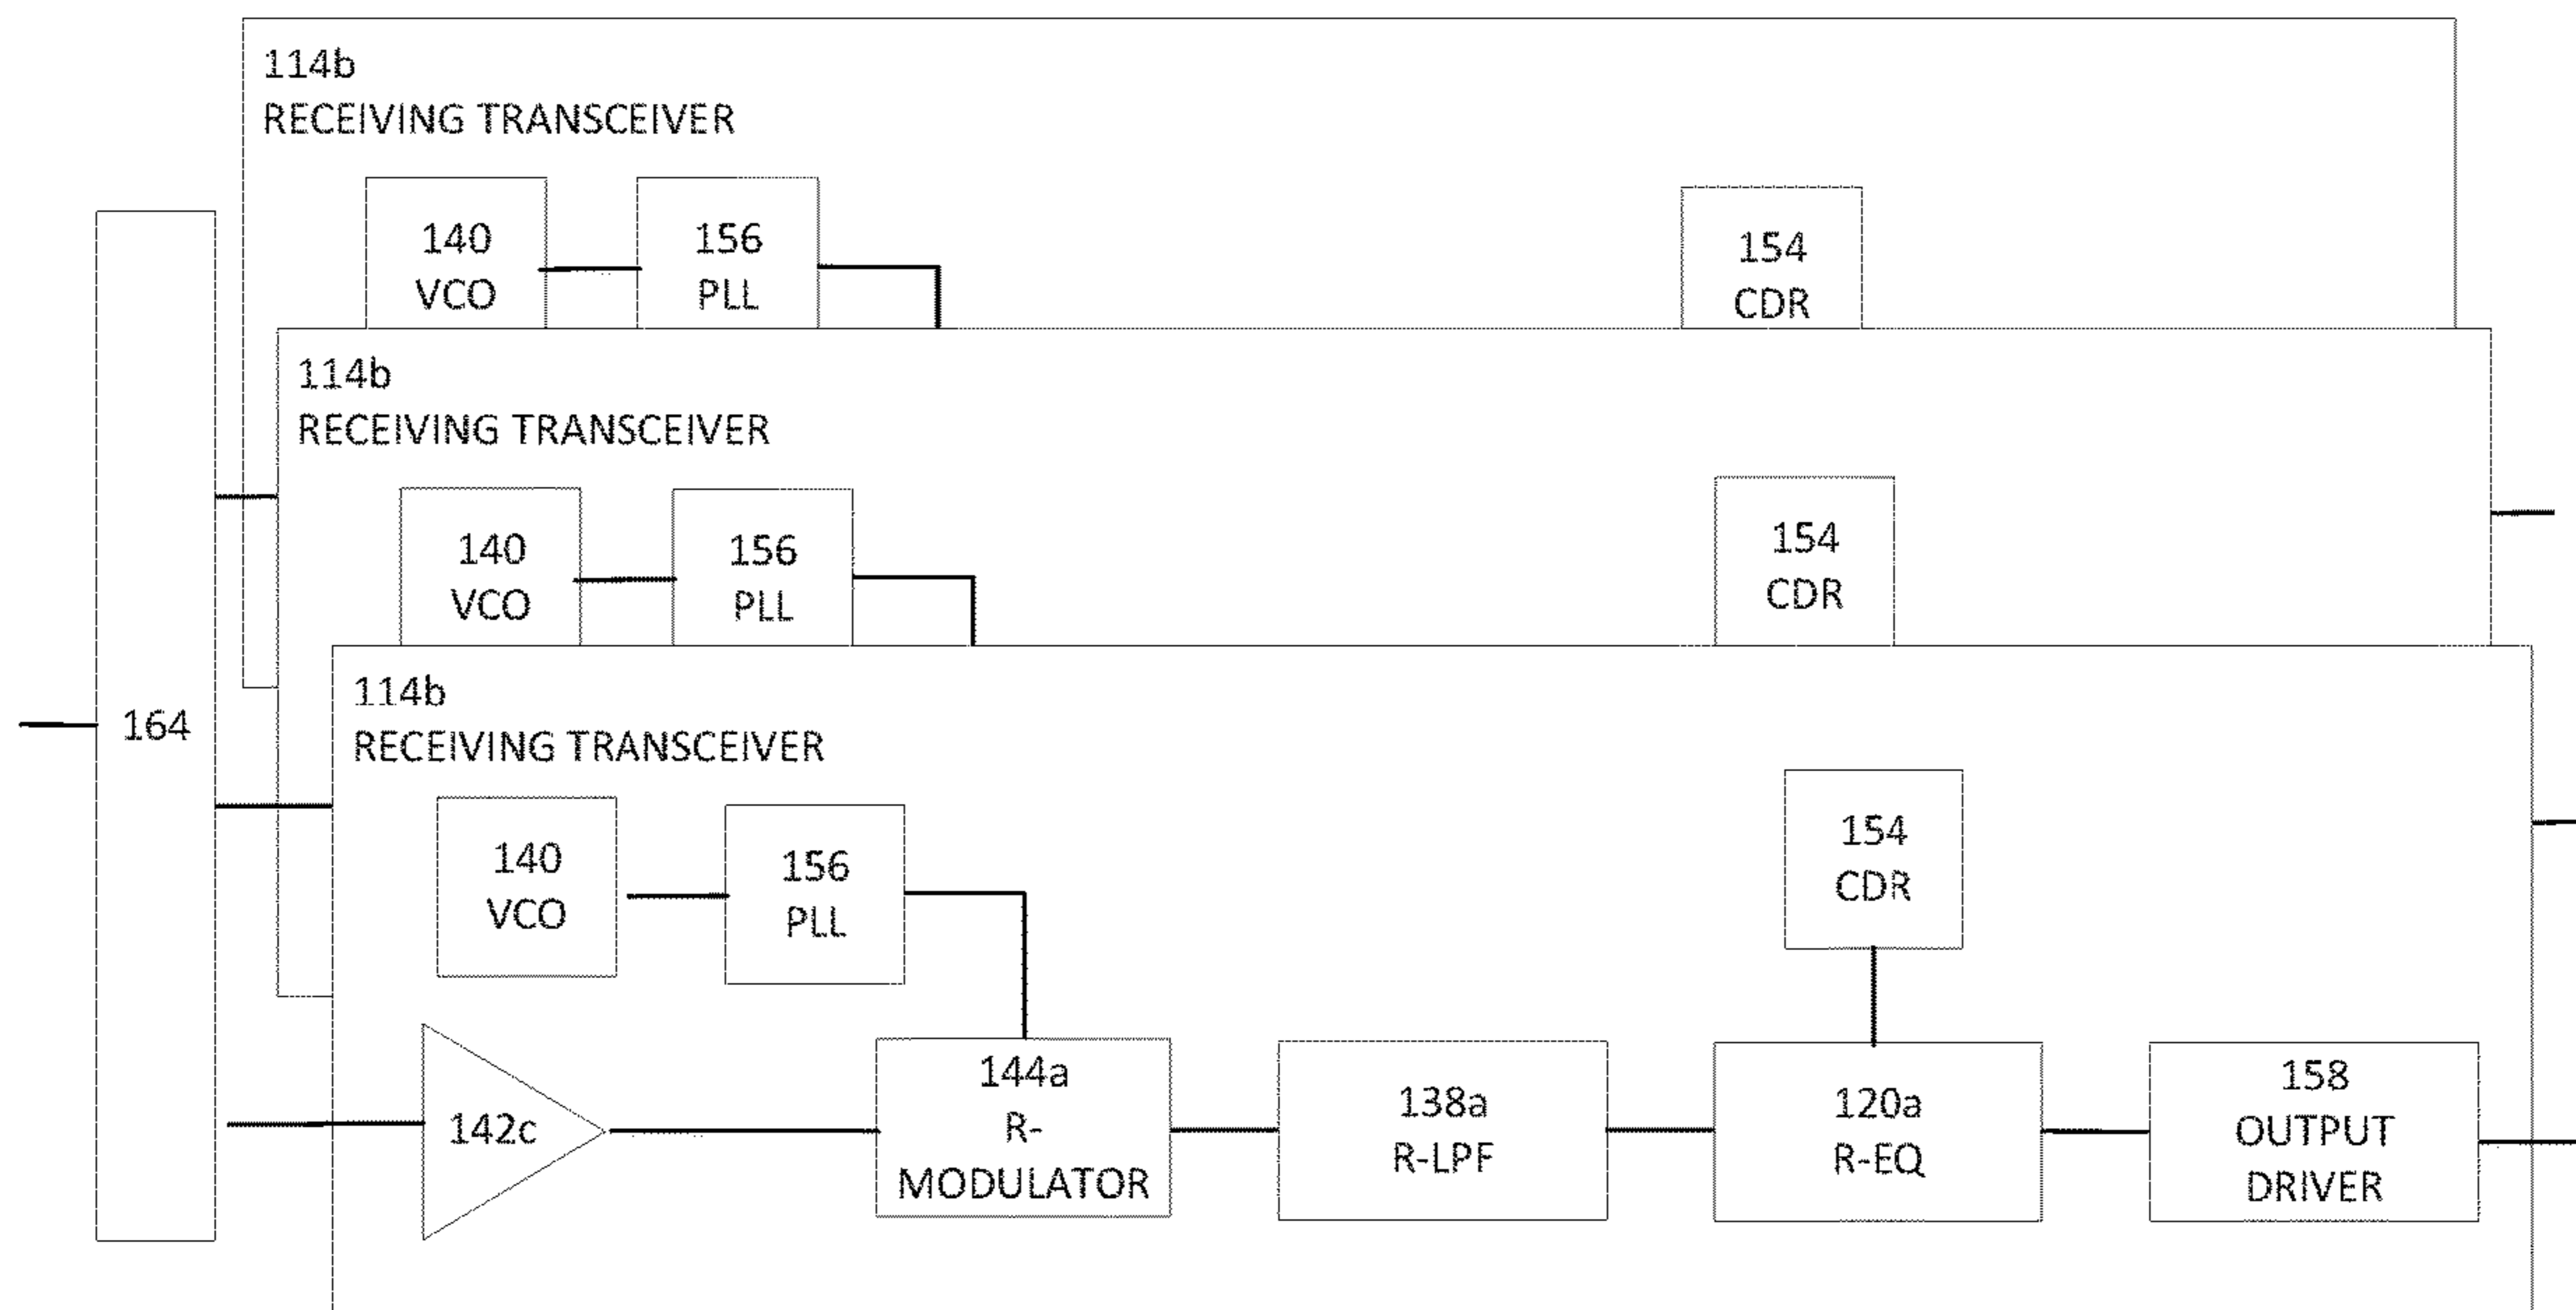 114b
RECEIVING TRANSCEIVER
140
VCO
156
PLL
154
CDR
114b
RECEIVING TRANSCEIVER
140
VCO
156
PLL
154
CDR
164
114b
RECEIVING TRANSCEIVER
140
VCO
156
PLL
154
CDR
142c
144a
R-
MODULATOR
138a
R-LPF
120a
R-EQ
158
OUTPUT
DRIVER